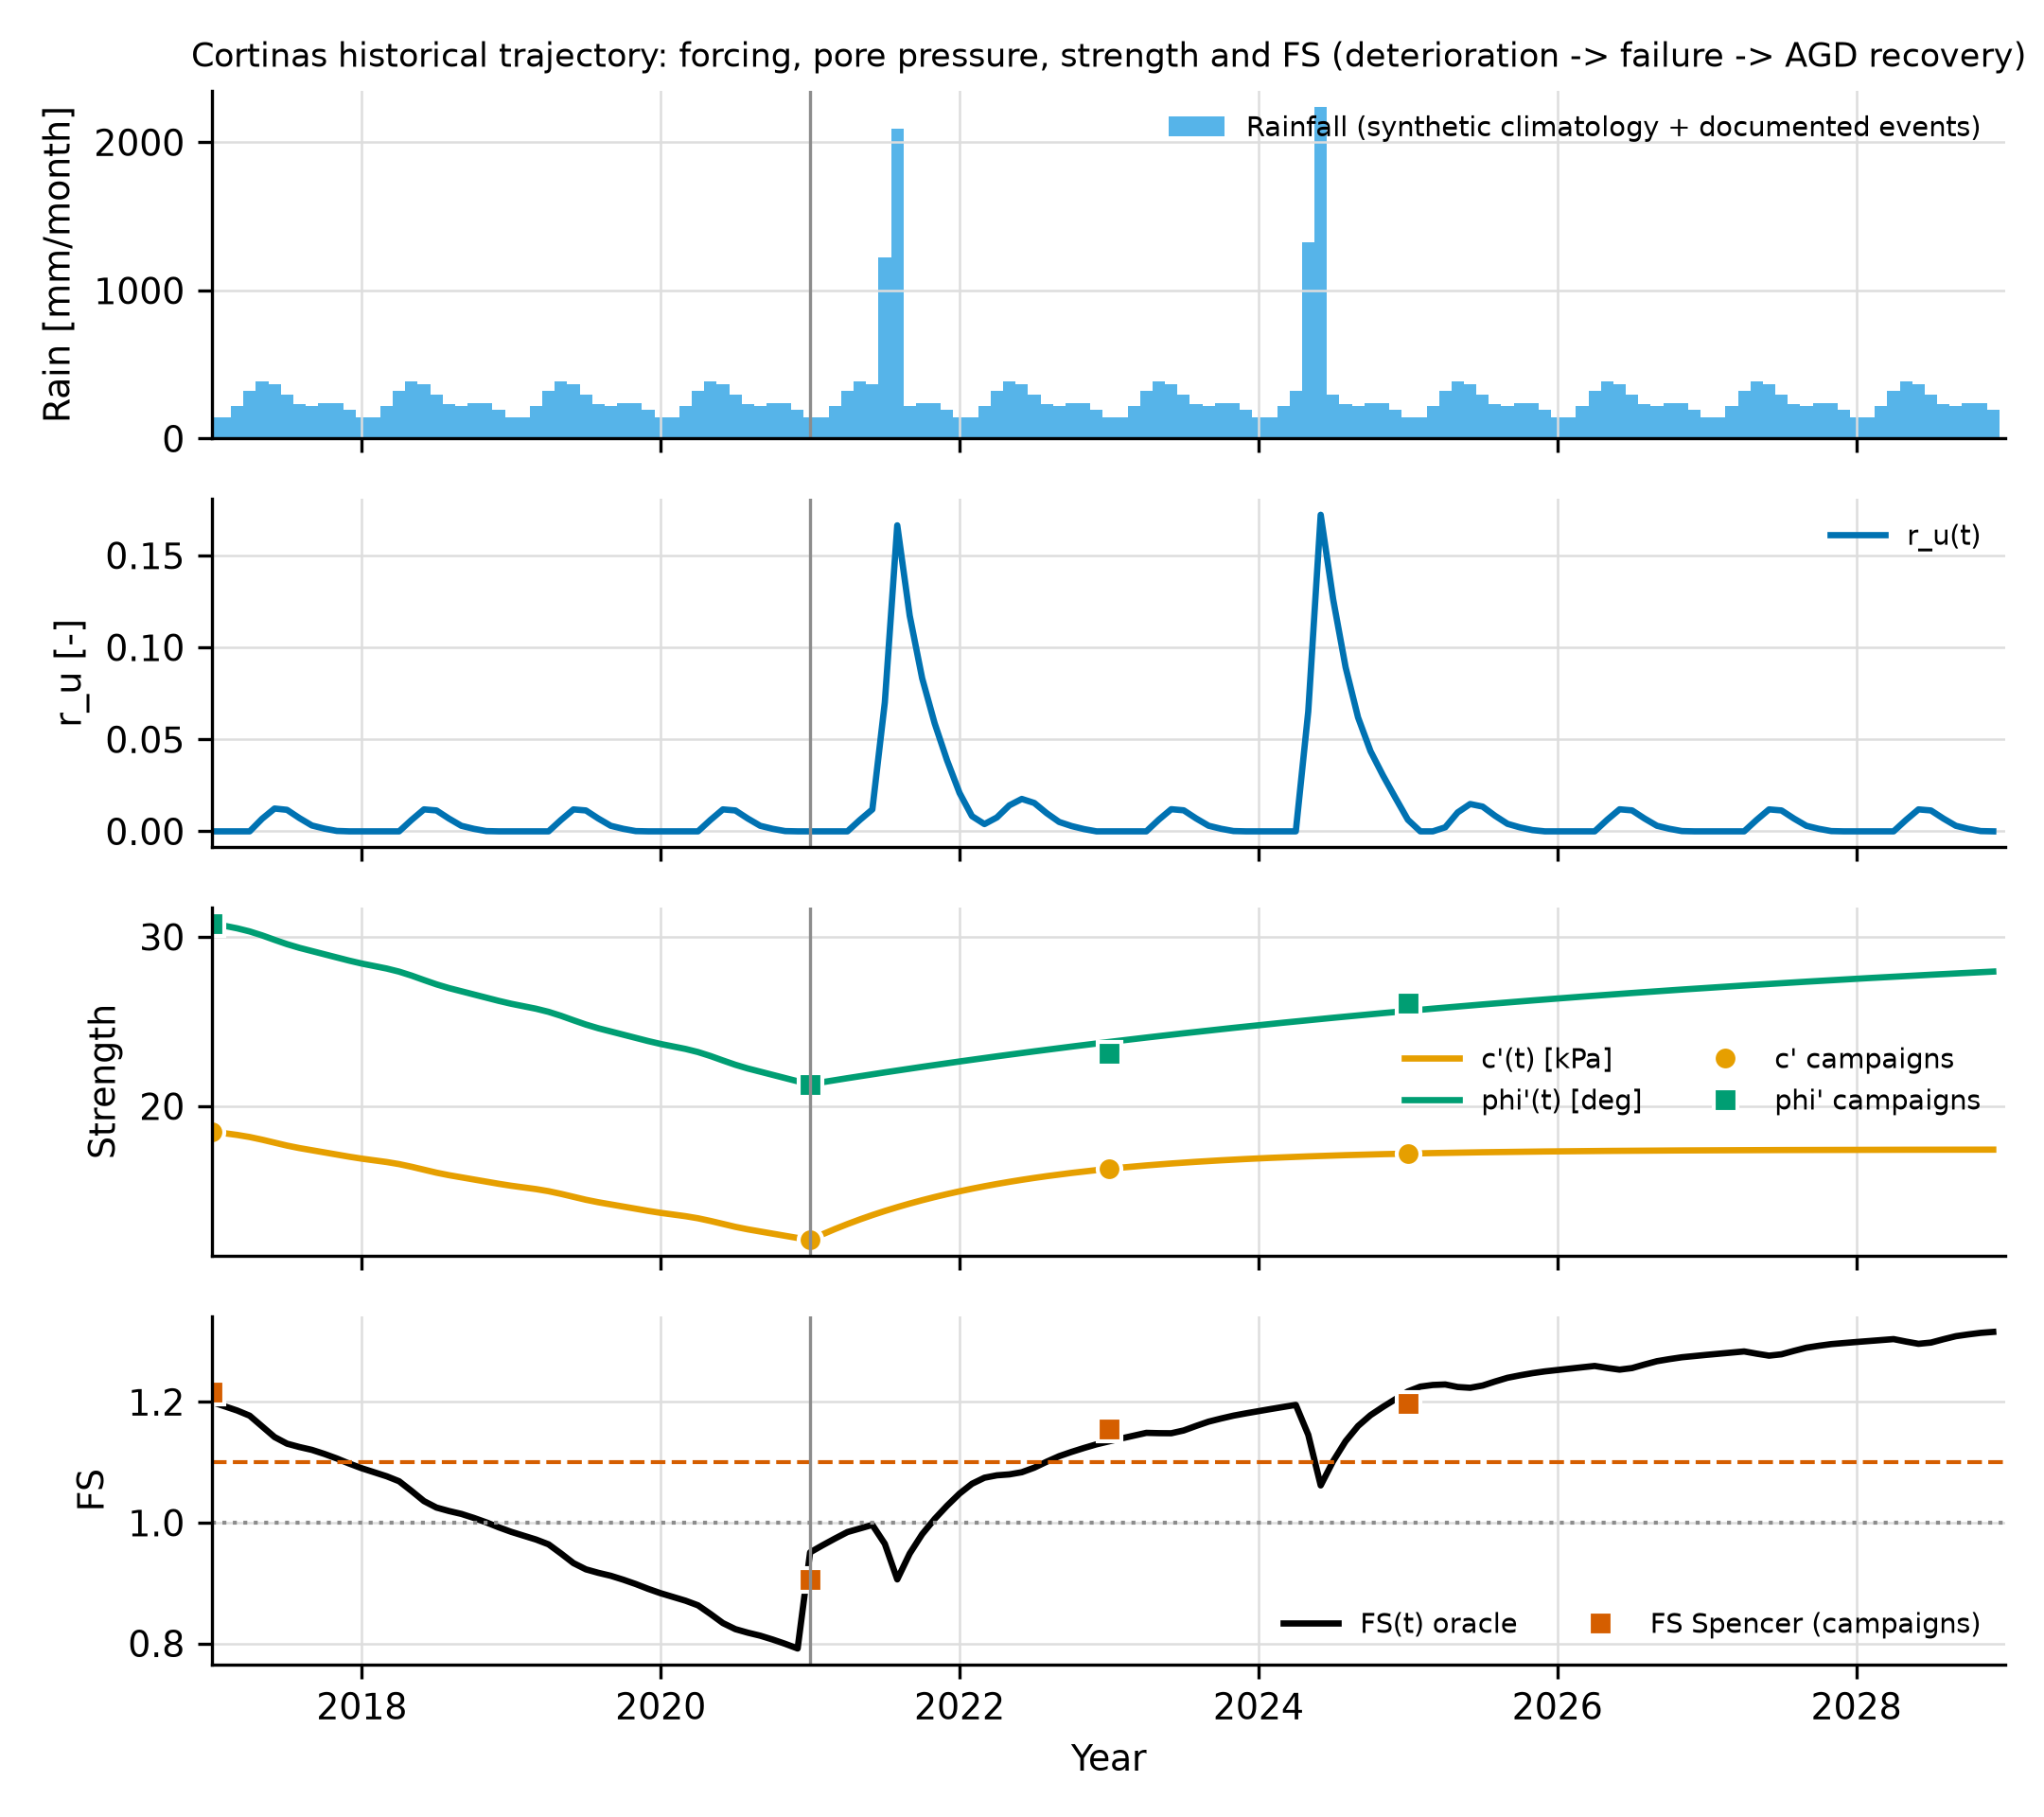 Cortinas historical trajectory: forcing, pore pressure, strength and FS (deterioration -> failure -> AGD recovery)
Rain [mm/month]
2000
1000
0
Rainfall (synthetic climatology + documented events)
r_u [-]
0.15
0.10
0.05
0.00
r_u(t)
Strength
30
20
c'(t) [kPa]
phi'(t) [deg]
c' campaigns
phi' campaigns
FS
1.2
1.0
0.8
FS(t) oracle
FS Spencer (campaigns)
2018
2020
2022
2024
2026
2028
Year